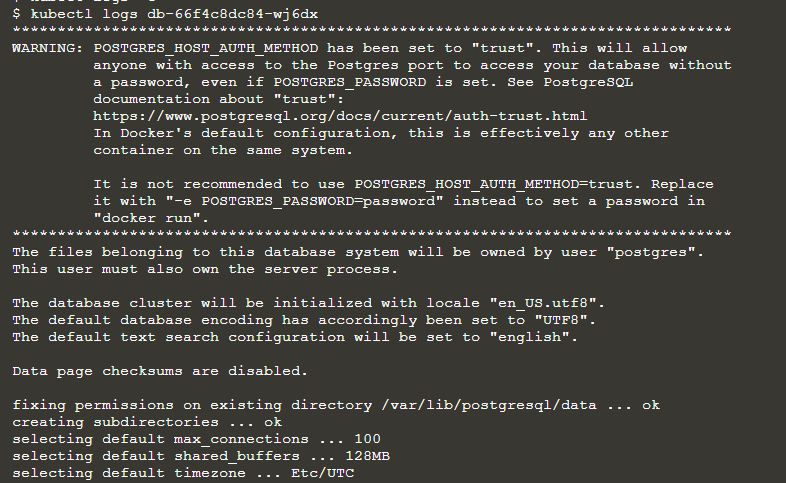 $ kubectl logs db-66f4c8dc84-wj6dx
********************************************************************************
WARNING: POSTGRES_HOST_AUTH_METHOD has been set to "trust". This will allow
anyone with access to the Postgres port to access your database without
a password, even if POSTGRES_PASSWORD is set. See PostgreSQL
documentation about "trust":
https://www.postgresql.org/docs/current/auth-trust.html
In Docker's default configuration, this is effectively any other
container on the same system.
It is not recommended to use POSTGRES_HOST_AUTH_METHOD=trust. Replace
it with "-e POSTGRES_PASSWORD=password" instead to set a password in
"docker run".
********************************************************************************
The files belonging to this database system will be owned by user "postgres".
This user must also own the server process.
The database cluster will be initialized with locale "en_US.utf8".
The default database encoding has accordingly been set to "UTF8".
The default text search configuration will be set to "english".
Data page checksums are disabled.
fixing permissions on existing directory /var/lib/postgresql/data ... ok
creating subdirectories ... ok
selecting default max_connections ... 100
selecting default shared_buffers ... 128MB
selecting default timezone ... Etc/UTC